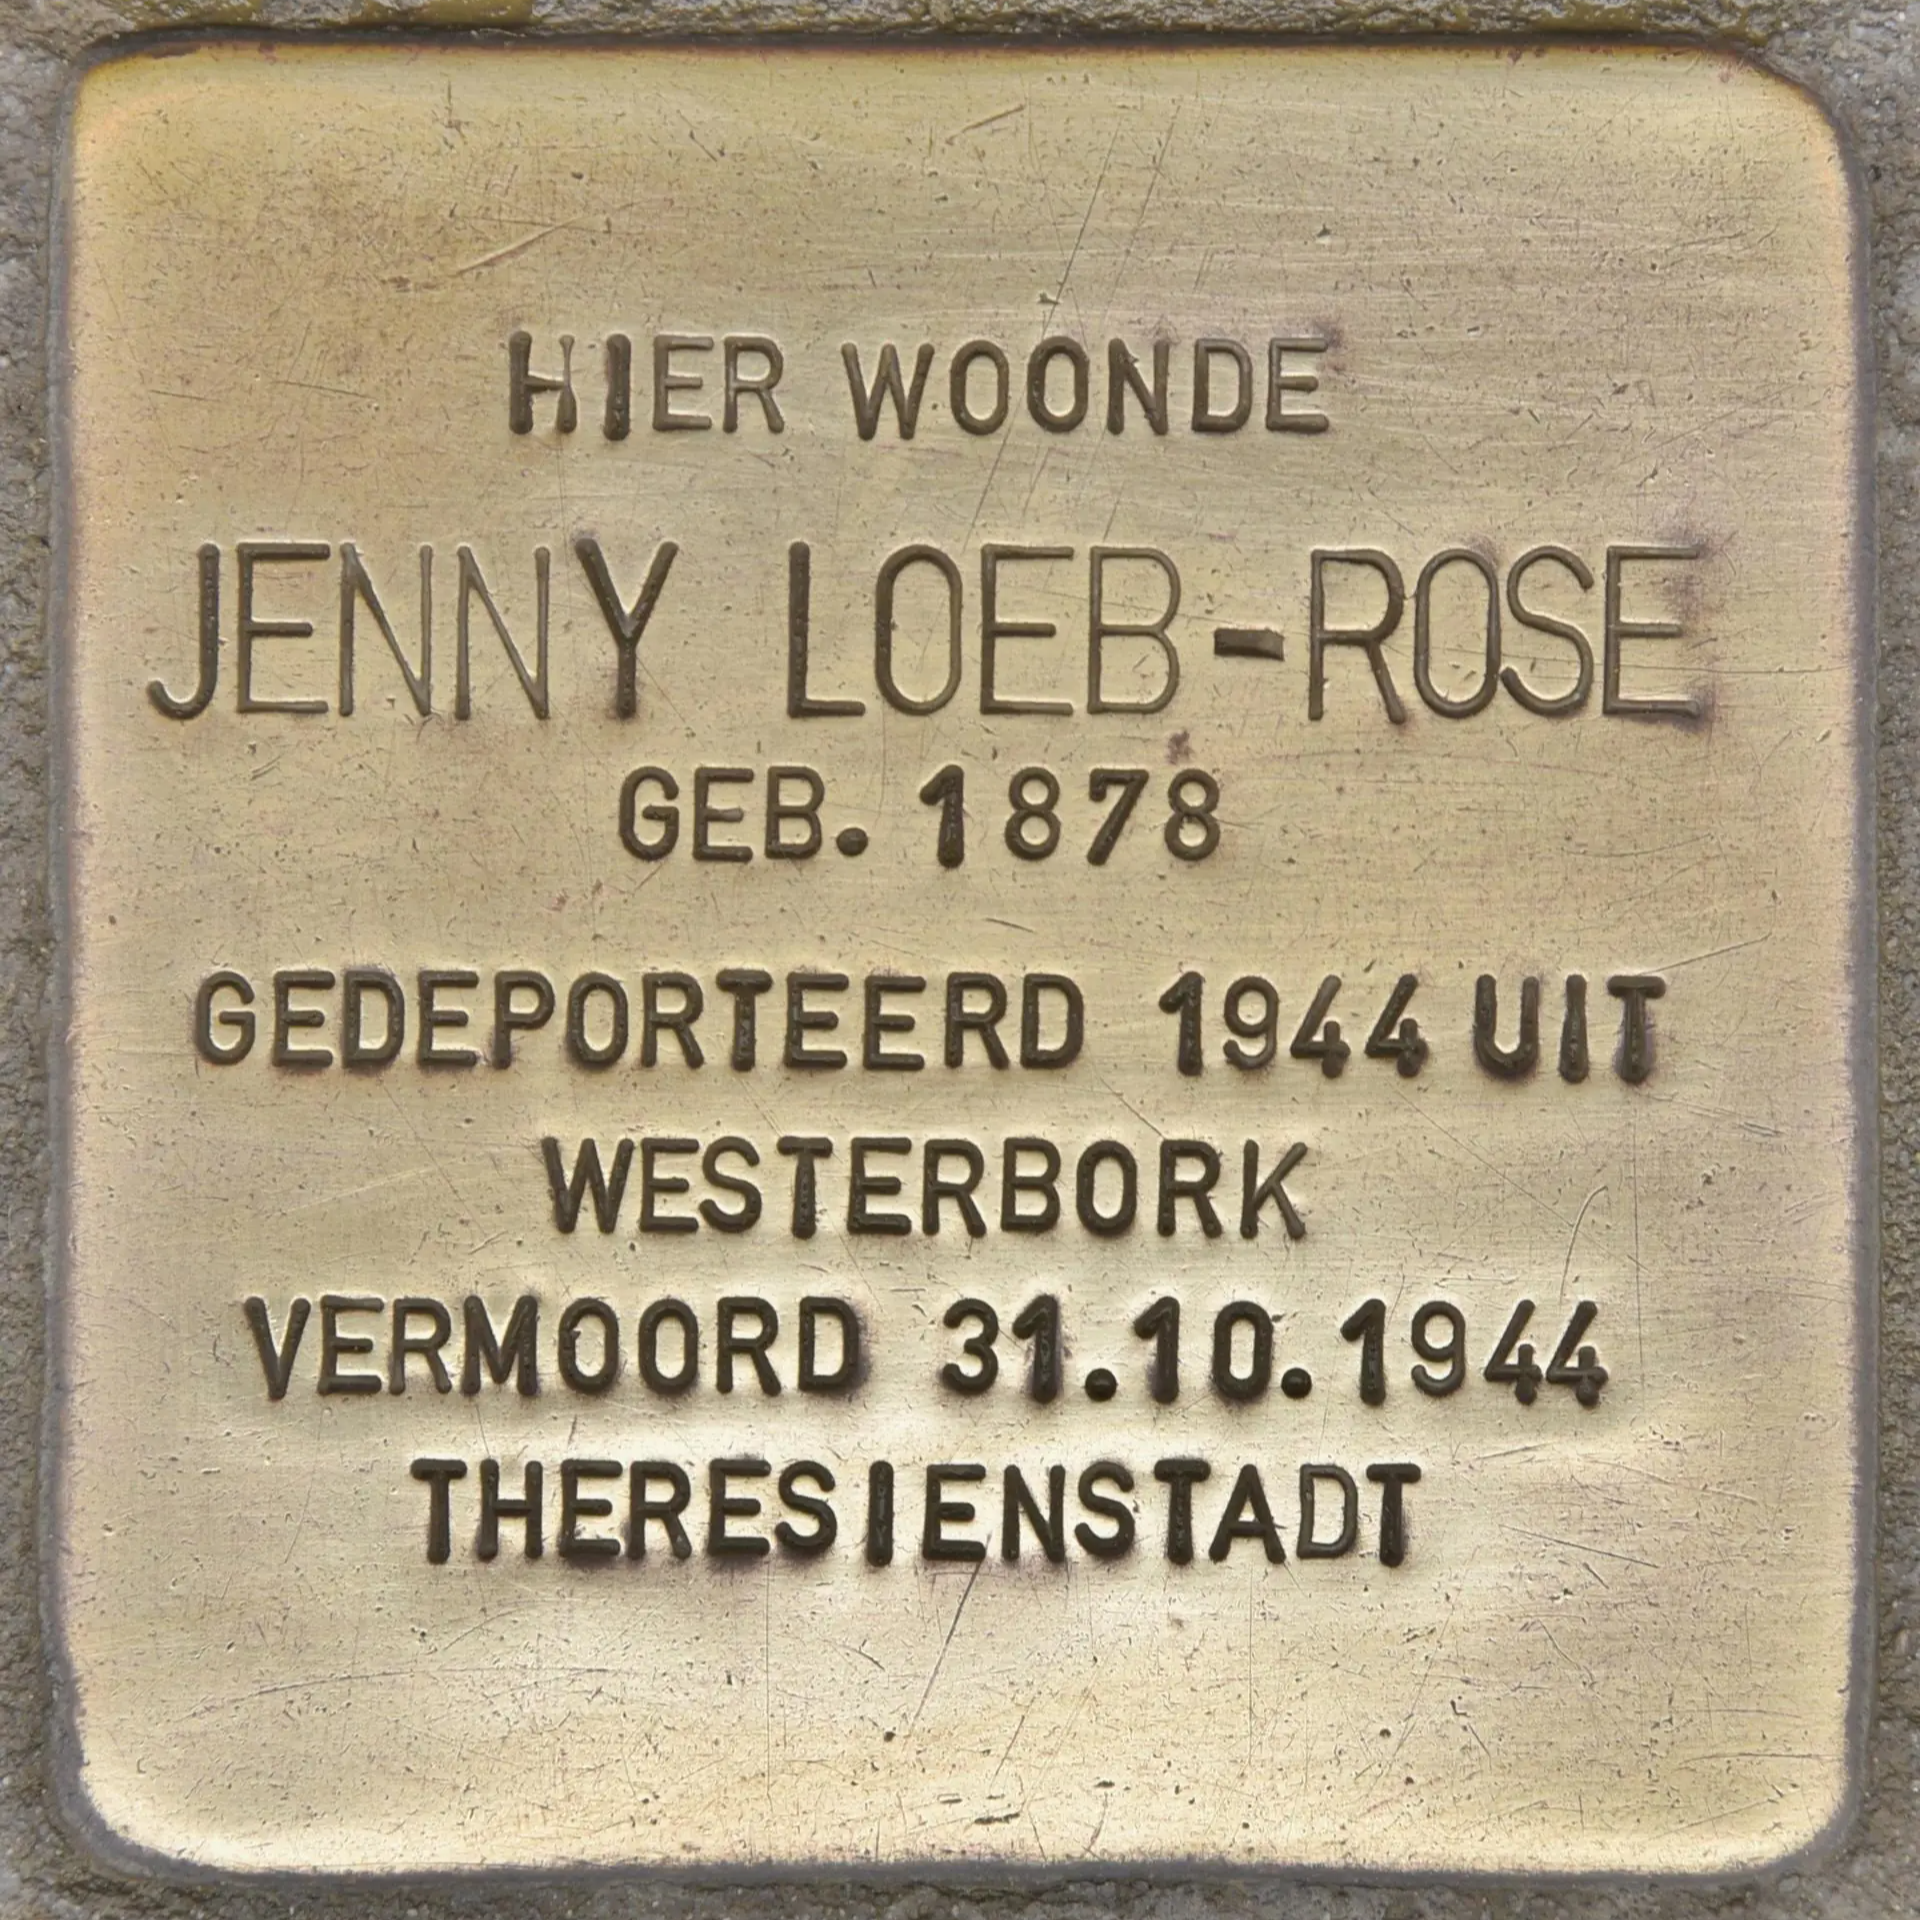 HIER WOONDE
JENNY LOEB-ROSE
GEB. 1878
GEDEPORTEERD 1944 UIT
WESTERBORK
VERMOORD 31.10.1944
THERESIENSTADT